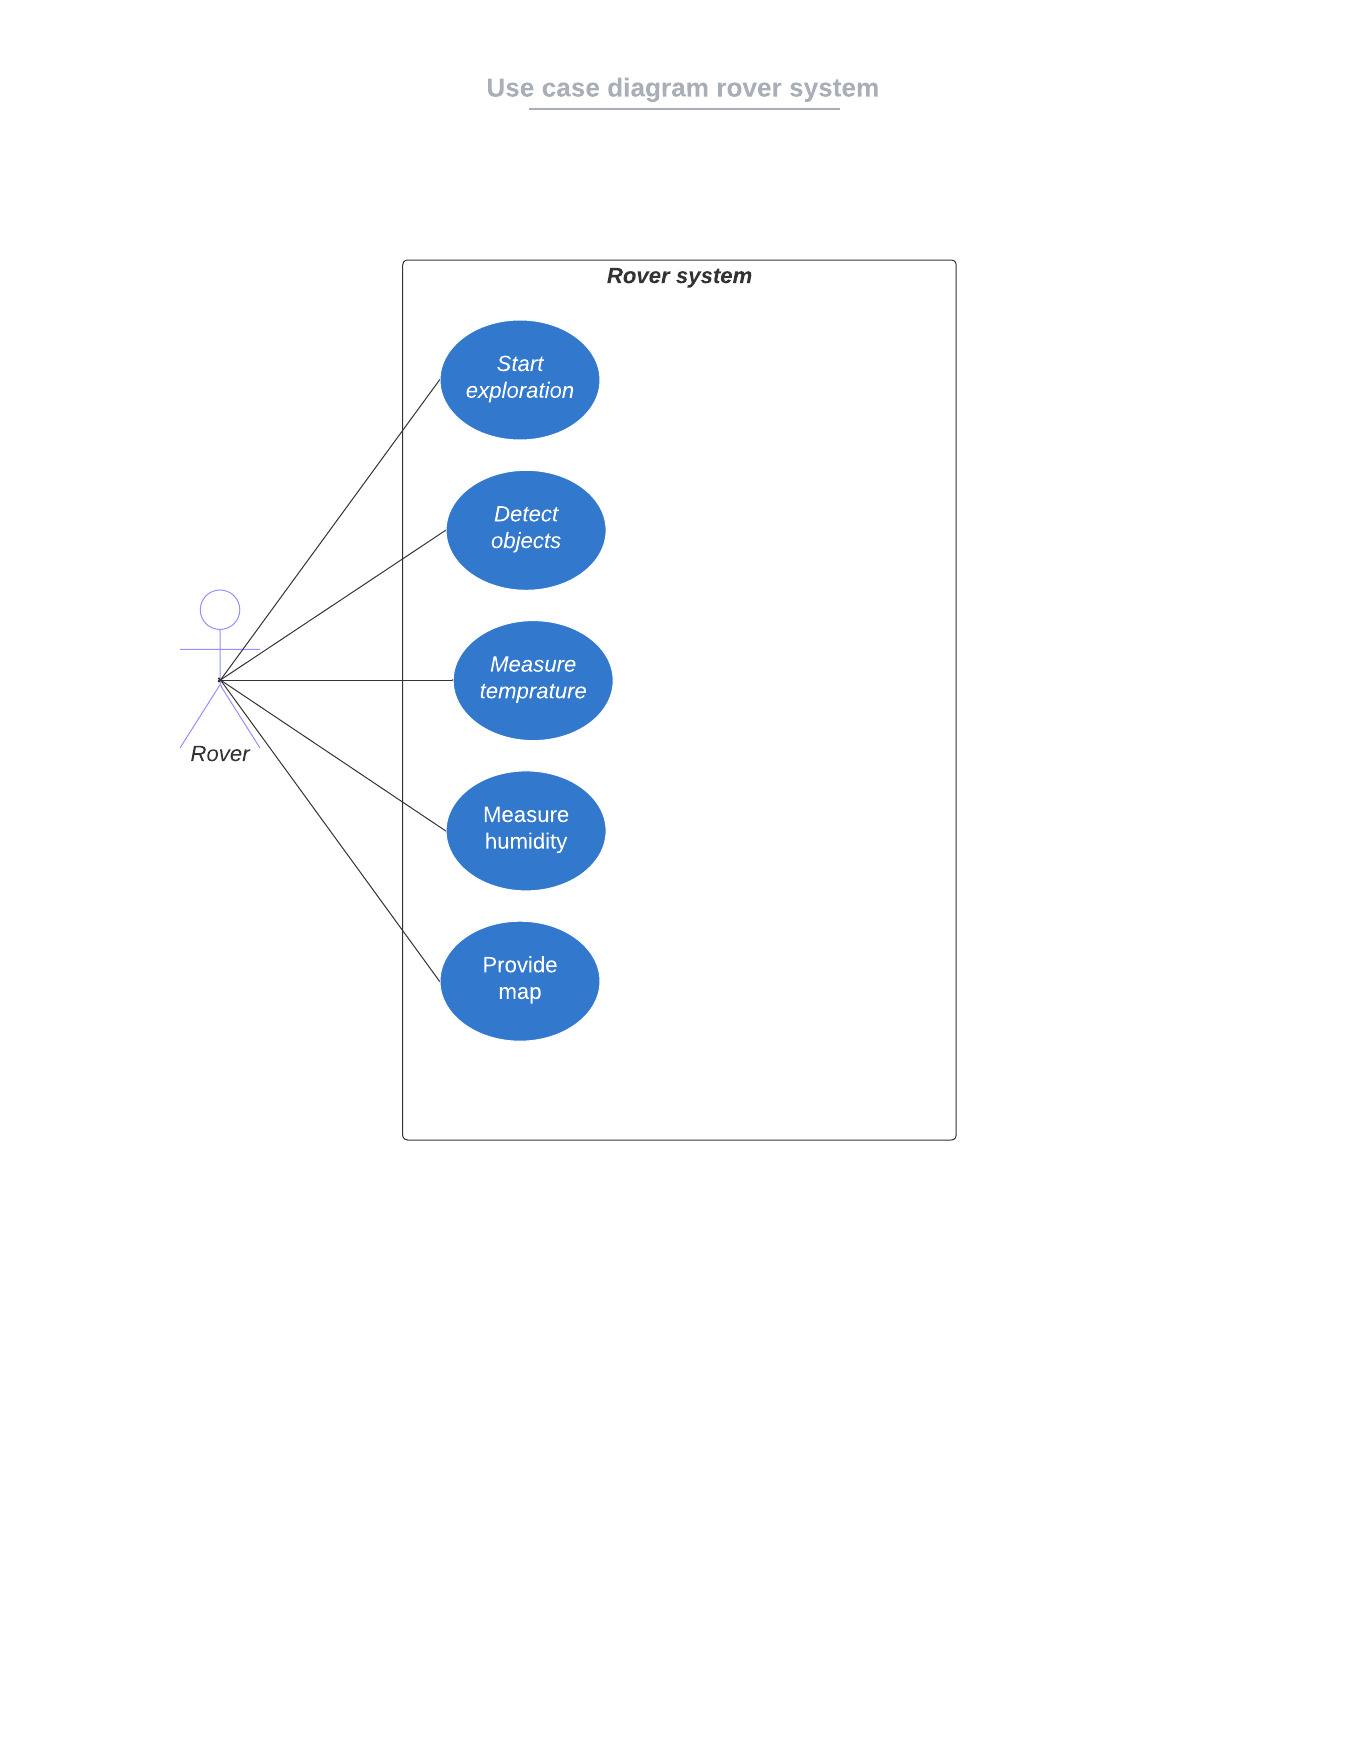 Use case diagram rover system
Rover system
Start
exploration
Detect
objects
Measure
temprature
Rover
Measure
humidity
Provide
map